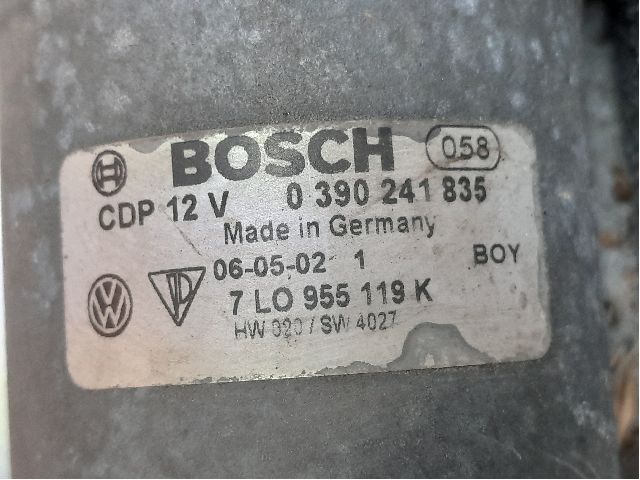 BOSCH 058
CDP 12 V 0 390 241 835
Made in Germany
06-05-02 1 BOY
VW 7 LO 955 119 K
HW 020 / SW 4027